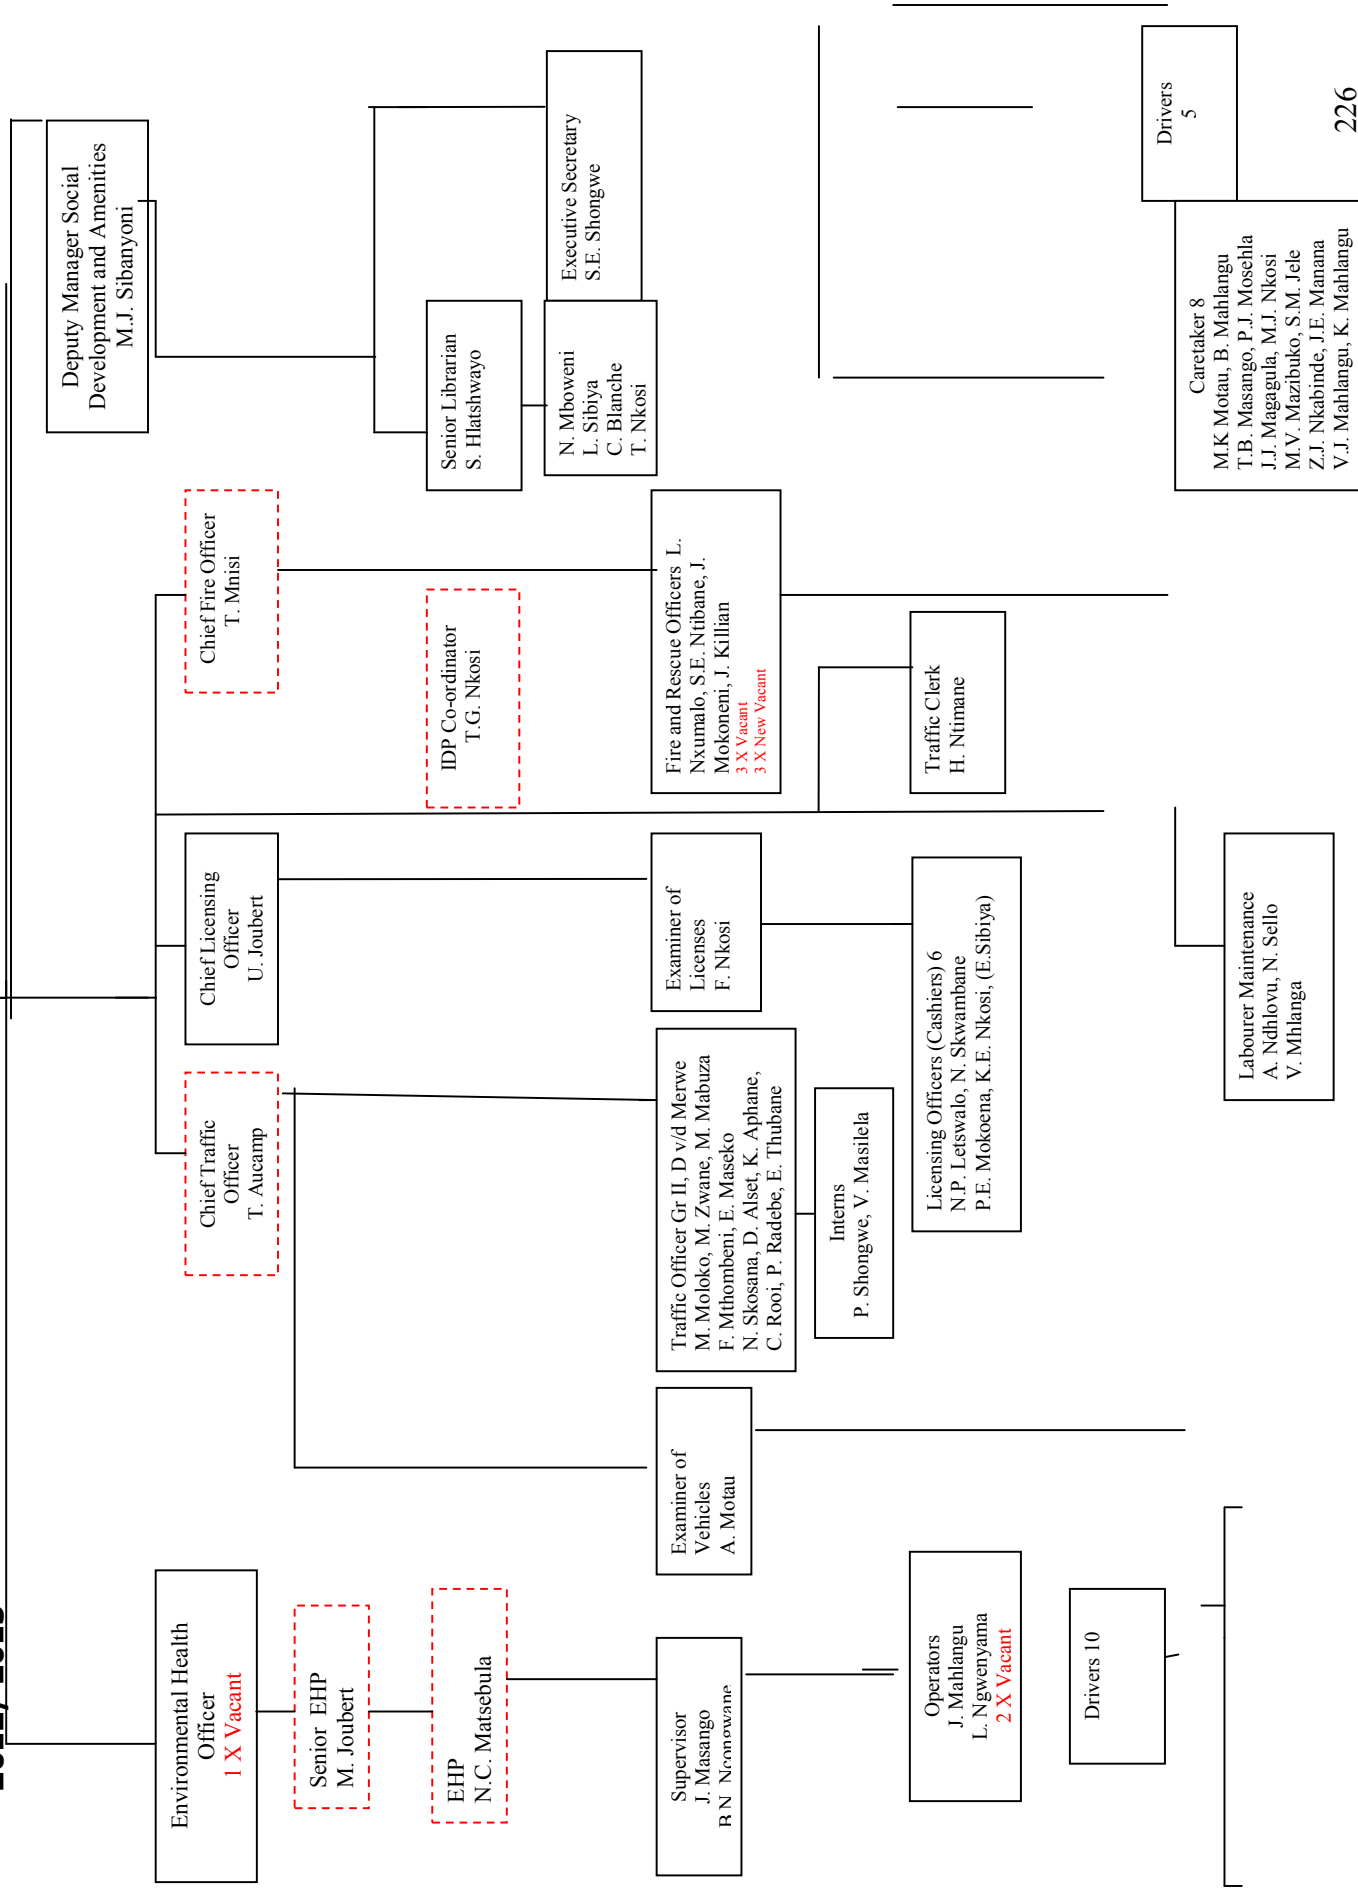 Environmental Health
Officer
1 X Vacant
Senior EHP
M. Joubert
EHP
N.C. Matsebula
Supervisor
J. Masango
Operators
J. Mahlangu
L. Ngwenyama
2 X Vacant
Drivers 10
Chief Traffic
Officer
T. Aucamp
Examiner of
Vehicles
A. Motau
Traffic Officer Gr II, D v/d Merwe
M. Moloko, M. Zwane, M. Mabuza
F. Mthombeni, E. Maseko
N. Skosana, D. Alset, K. Aphane,
C. Rooi, P. Radebe, E. Thubane
Interns
P. Shongwe, V. Masilela
Chief Licensing
Officer
U. Joubert
Examiner of
Licenses
F. Nkosi
Licensing Officers (Cashiers) 6
N.P. Letswalo, N. Skwambane
P.E. Mokoena, K.E. Nkosi, (E.Sibiya)
Labourer Maintenance
A. Ndhlovu, N. Sello
V. Mhlanga
Chief Fire Officer
T. Mnisi
IDP Co-ordinator
T.G. Nkosi
Fire and Rescue Officers L.
Nxumalo, S.E. Ntibane, J.
Mokoneni, J. Killian
3 X Vacant
3 X New Vacant
Traffic Clerk
H. Ntimane
Deputy Manager Social
Development and Amenities
M.J. Sibanyoni
Senior Librarian
S. Hlatshwayo
N. Mboweni
L. Sibiya
C. Blanche
T. Nkosi
Executive Secretary
S.E. Shongwe
Caretaker 8
M.K Motau, B. Mahlangu
T.B. Masango, P.J. Mosehla
J.J. Magagula, M.J. Nkosi
M.V. Mazibuko, S.M. Jele
Z.J. Nkabinde, J.E. Manana
V.J. Mahlangu, K. Mahlangu
Drivers
5
226